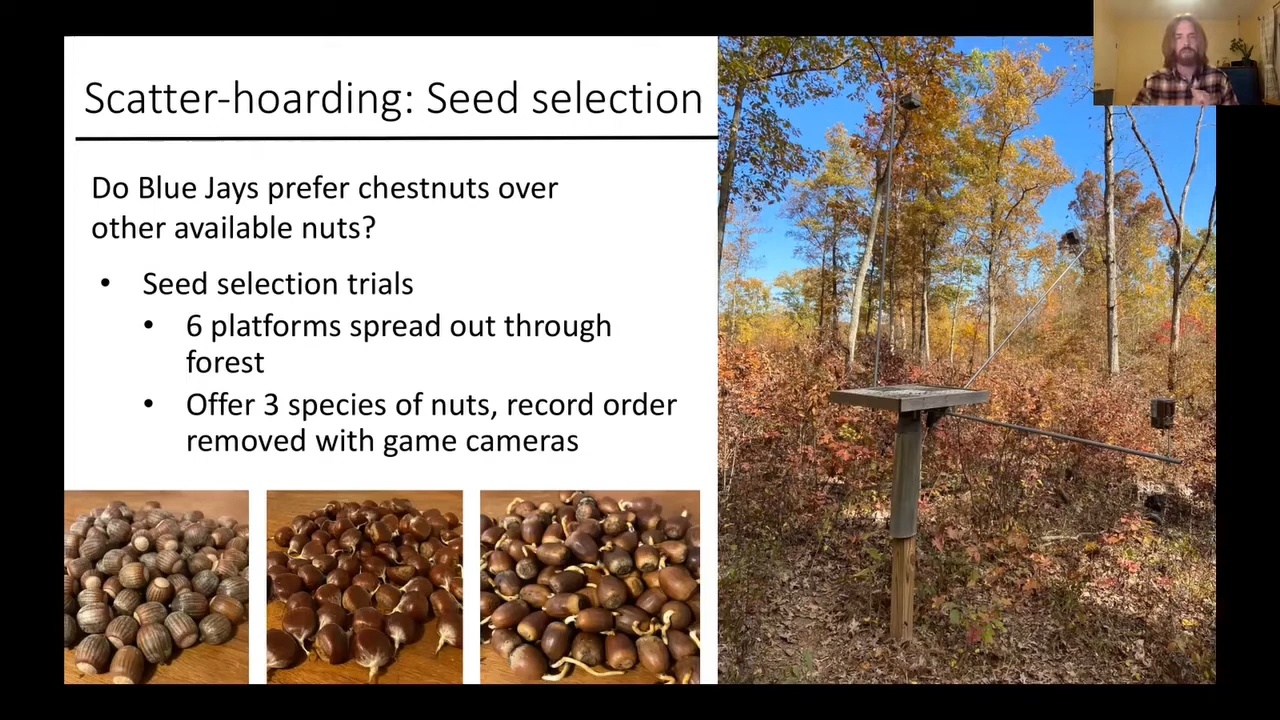 Scatter-hoarding: Seed selection
Do Blue Jays prefer chestnuts over
other available nuts?
• Seed selection trials
• 6 platforms spread out through
forest
• Offer 3 species of nuts, record order
removed with game cameras